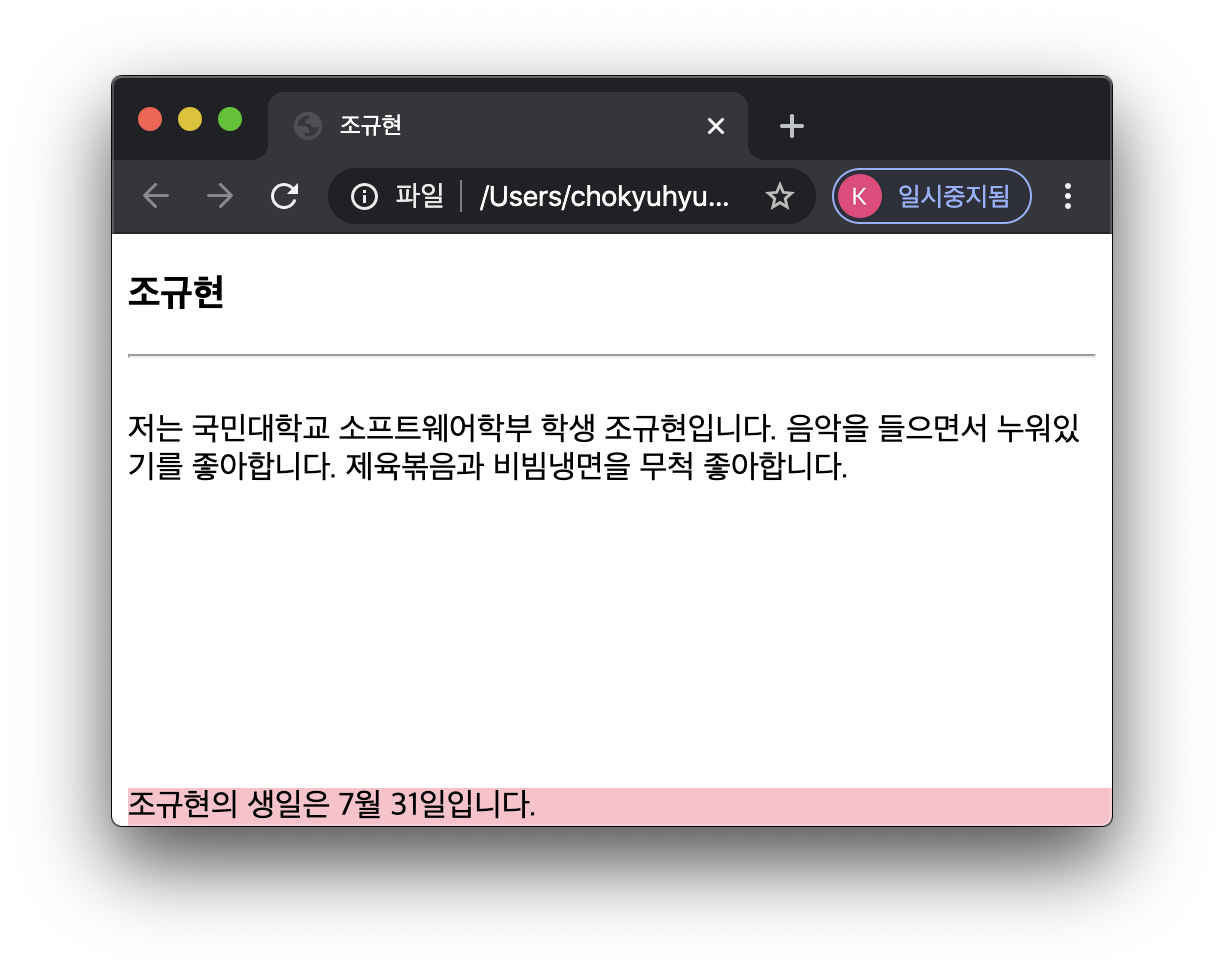 조규현
파일 /Users/chokyuhyu... K 일시중지됨
조규현
저는 국민대학교 소프트웨어학부 학생 조규현입니다. 음악을 들으면서 누워있
기를 좋아합니다. 제육볶음과 비빔냉면을 무척 좋아합니다.
조규현의 생일은 7월 31일입니다.